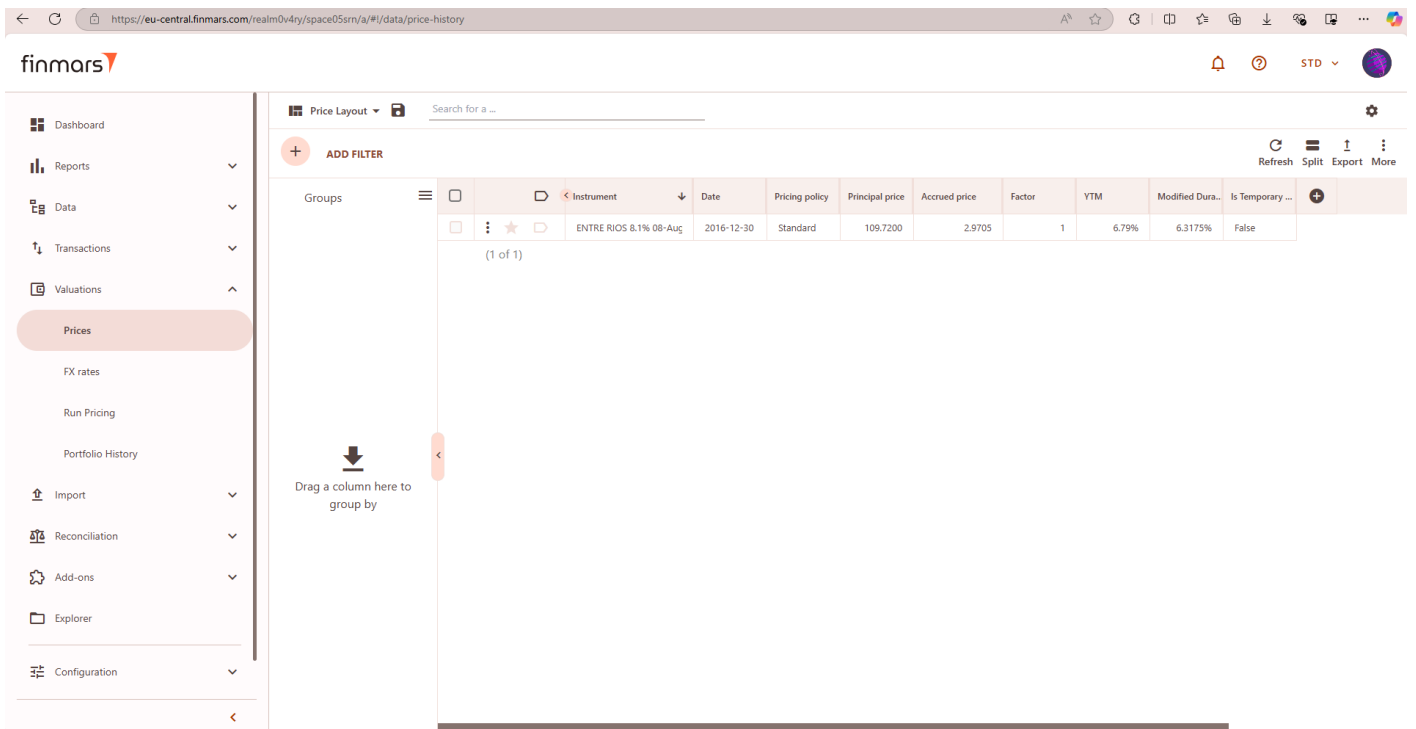 https://eu-central.finmars.com/realm0v4ry/space05srn/a/#!/data/price-history
finmars
STD
Dashboard
Reports
Data
Transactions
Valuations
Prices
FX rates
Run Pricing
Portfolio History
Import
Reconciliation
Add-ons
Explorer
Configuration
Price Layout
Search for a ...
ADD FILTER
Refresh Split Export More
Groups
Drag a column here to
group by
Instrument Date Pricing policy Principal price Accrued price Factor YTM Modified Dura.. Is Temporary ...
ENTRE RIOS 8.1% 08-Aug 2016-12-30 Standard 109.7200 2.9705 1 6.79% 6.3175% False
(1 of 1)